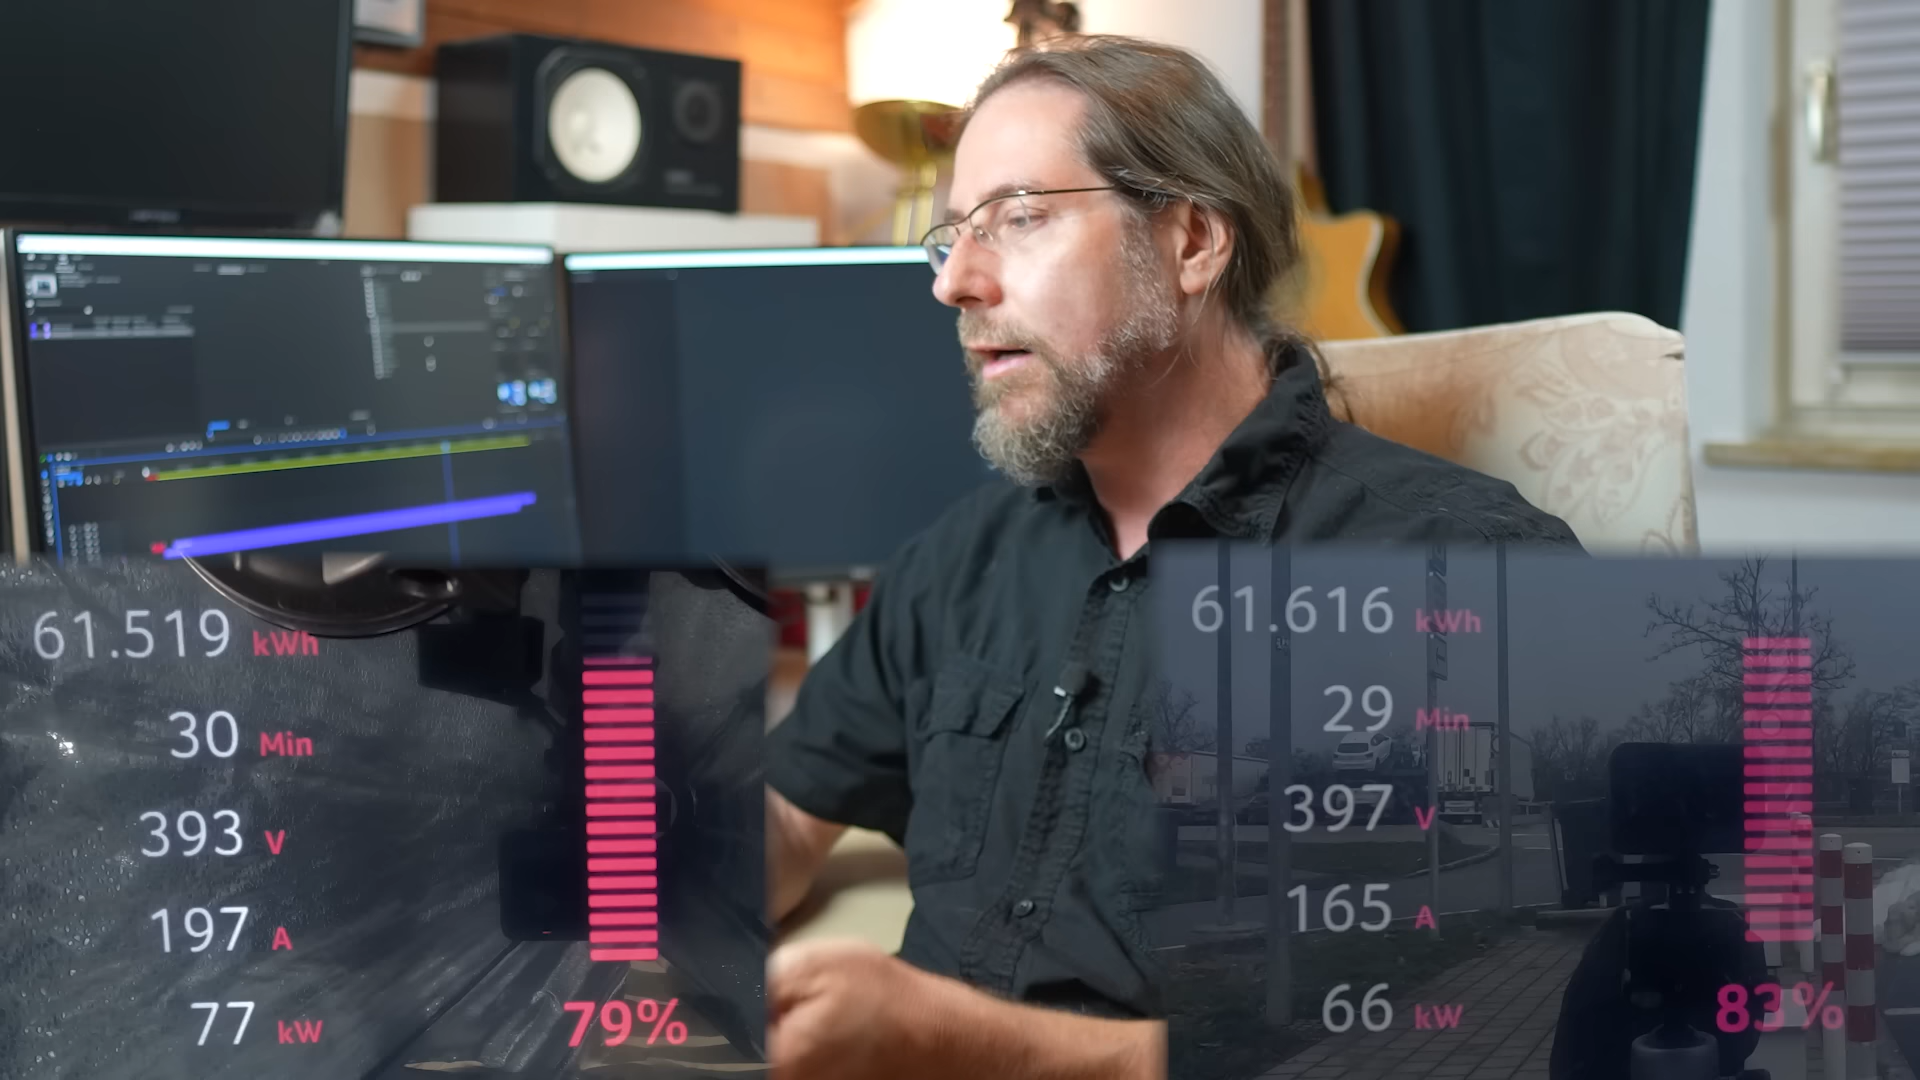 61.519 kWh
30 Min
393 V
197 A
77 kW
79%
61.616 kWh
29 Min
397 V
165 A
66 kW
83%